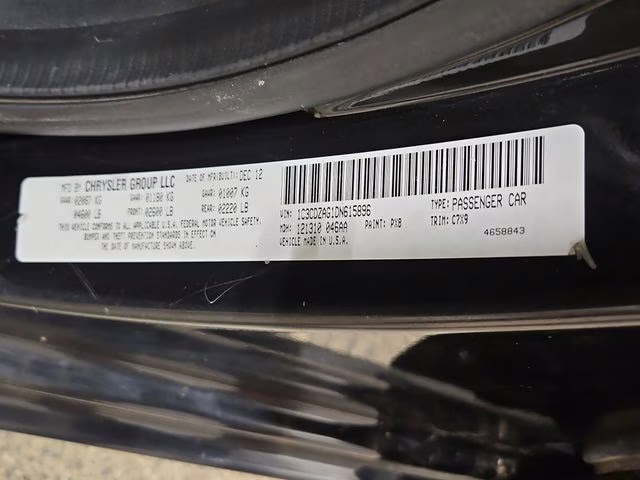 MFD BY CHRYSLER GROUP LLC DATE OF MFR(BUILT): DEC 12
GVWR: 02087 KG GAWR: 01180 KG GAWR: 01007 KG
04600 LB FRONT: 02600 LB REAR: 02220 LB
THIS VEHICLE CONFORMS TO ALL APPLICABLE U.S.A. FEDERAL MOTOR VEHICLE SAFETY,
BUMPER AND THEFT PREVENTION STANDARDS IN EFFECT ON
THE DATE OF MANUFACTURE SHOWN ABOVE.
VIN: 1C3CDZAG1DN615896 TYPE: PASSENGER CAR
MDH: 121310 046AA PAINT: PX8 TRIM: C7X9
VEHICLE MADE IN U.S.A. 4658843